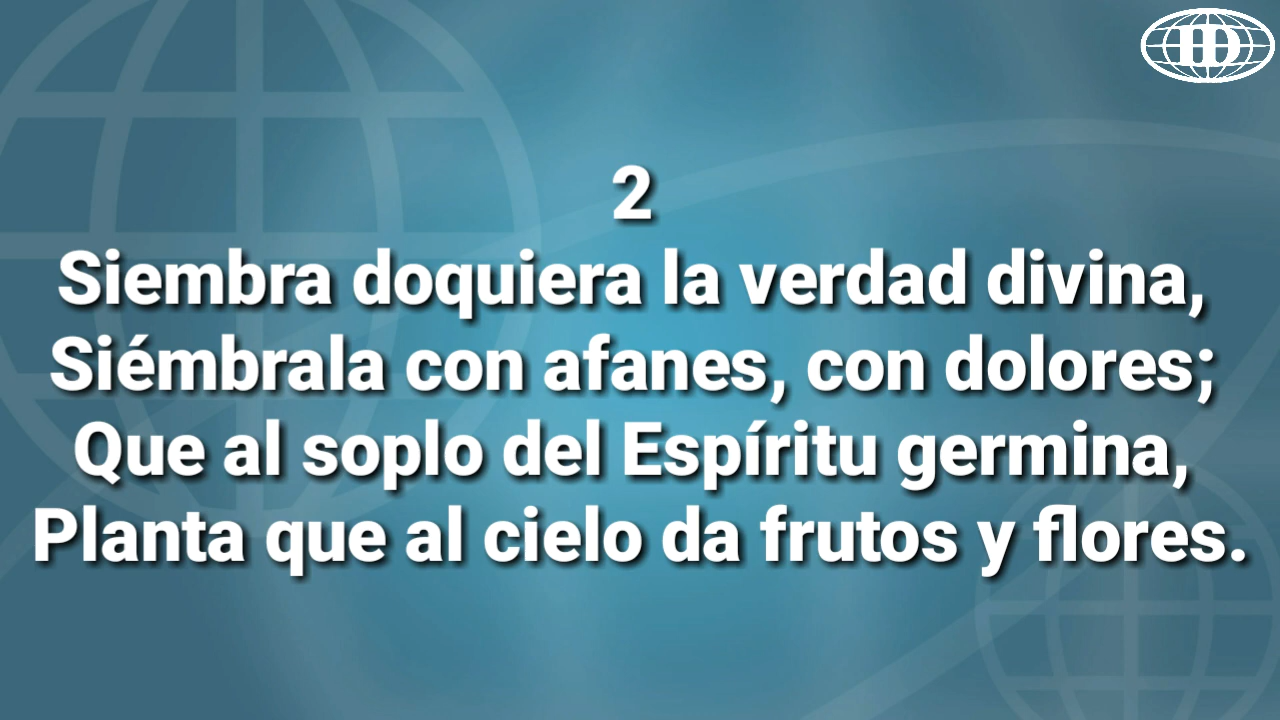 2
Siembra doquiera la verdad divina,
Siémbrala con afanes, con dolores;
Que al soplo del Espíritu germina,
Planta que al cielo da frutos y flores.